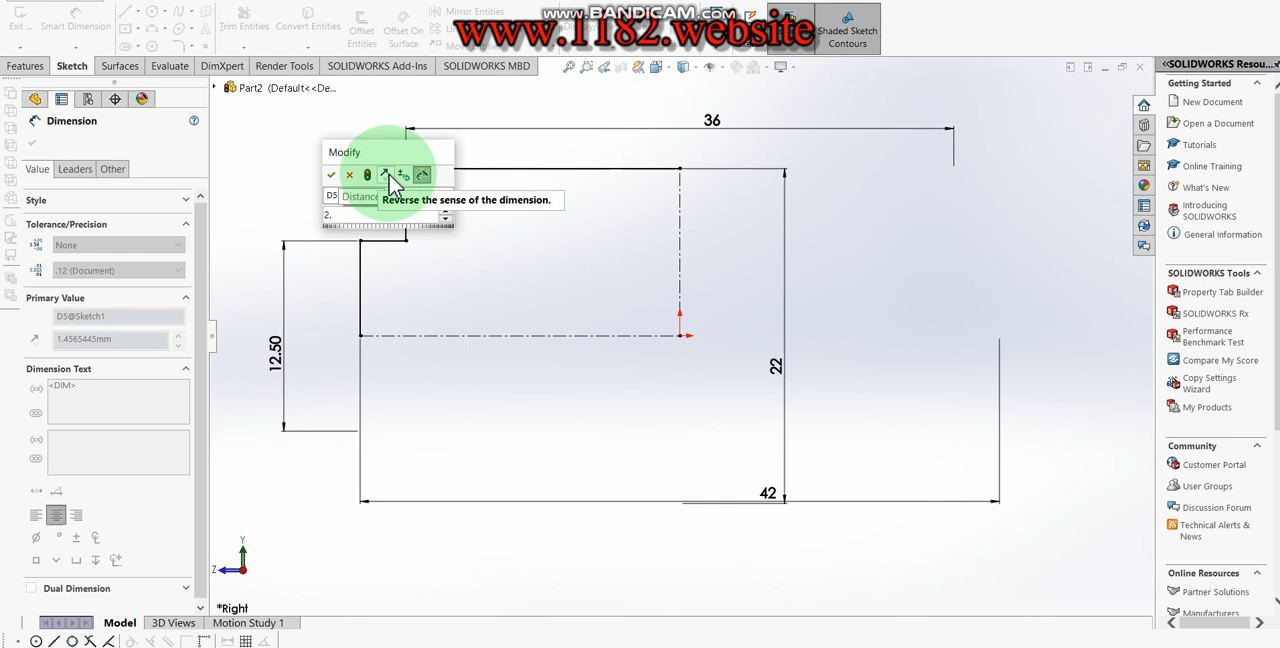 www.BANDICAM.com
www.1182.website
Exit ...
Smart Dimension
Trim Entities
Convert Entities
Offset Entities
Offset On Surface
Mirror Entities
Shaded Sketch Contours
Features
Sketch
Surfaces
Evaluate
DimXpert
Render Tools
SOLIDWORKS Add-Ins
SOLIDWORKS MBD
Part2 (Default<<De...
Dimension
Value
Leaders
Other
Style
Tolerance/Precision
None
.12 (Document)
Primary Value
D5@Sketch1
1.4565445mm
Dimension Text
<DIM>
Dual Dimension
Modify
D5
Distance
2.
Reverse the sense of the dimension.
36
12.50
22
42
Y
Z
*Right
Model
3D Views
Motion Study 1
SOLIDWORKS Resou...
Getting Started
New Document
Open a Document
Tutorials
Online Training
What's New
Introducing SOLIDWORKS
General Information
SOLIDWORKS Tools
Property Tab Builder
SOLIDWORKS Rx
Performance Benchmark Test
Compare My Score
Copy Settings Wizard
My Products
Community
Customer Portal
User Groups
Discussion Forum
Technical Alerts & News
Online Resources
Partner Solutions
Manufacturers